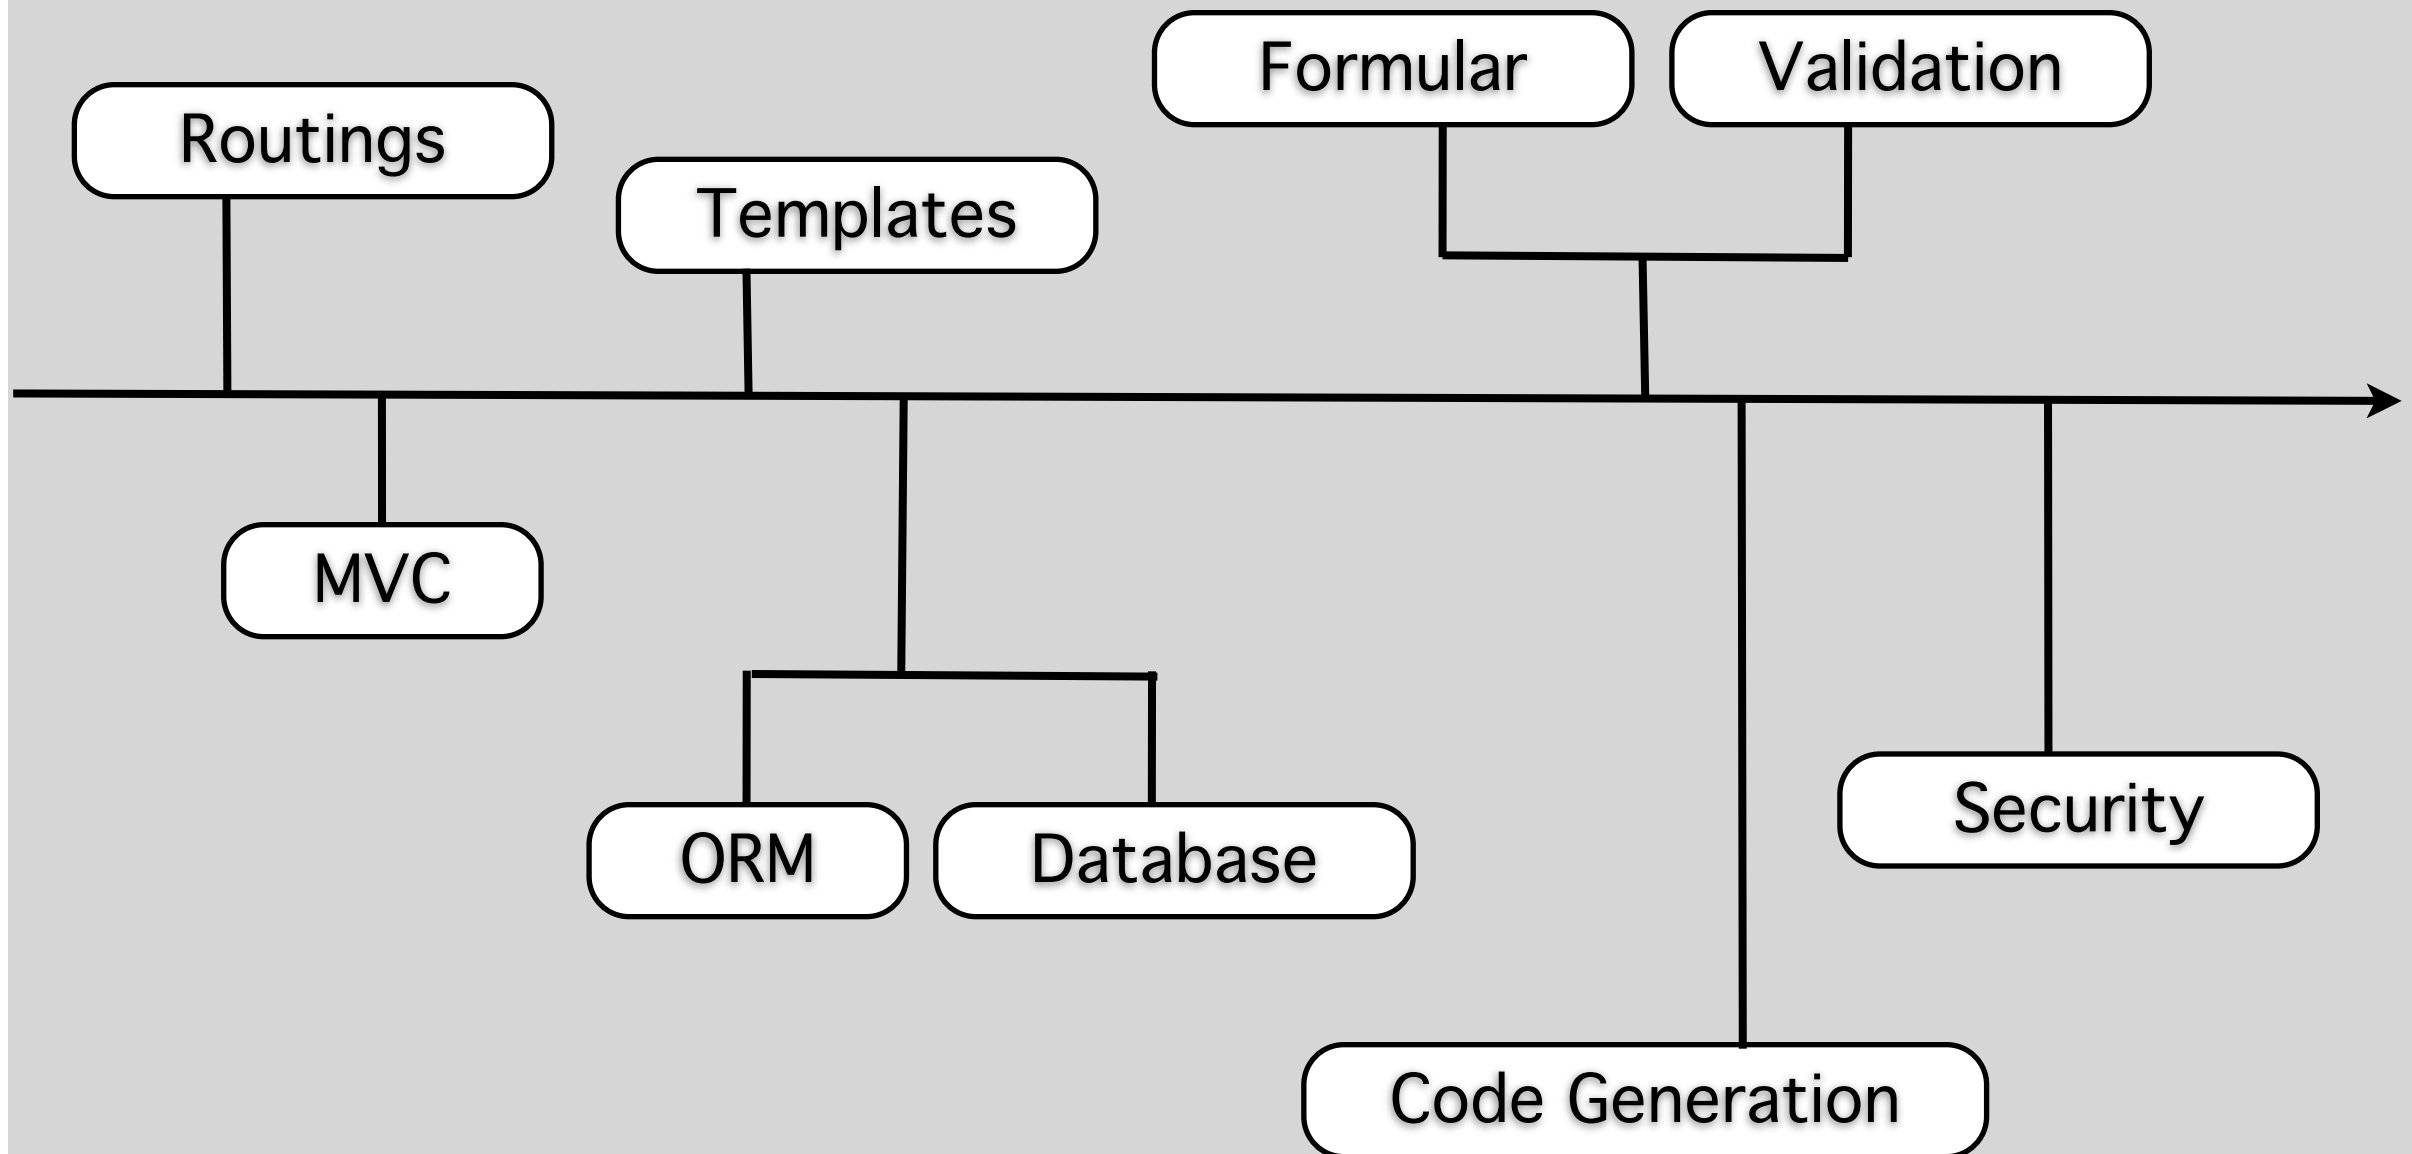 Formular
Validation
Routings
Templates
MVC
ORM
Database
Security
Code Generation